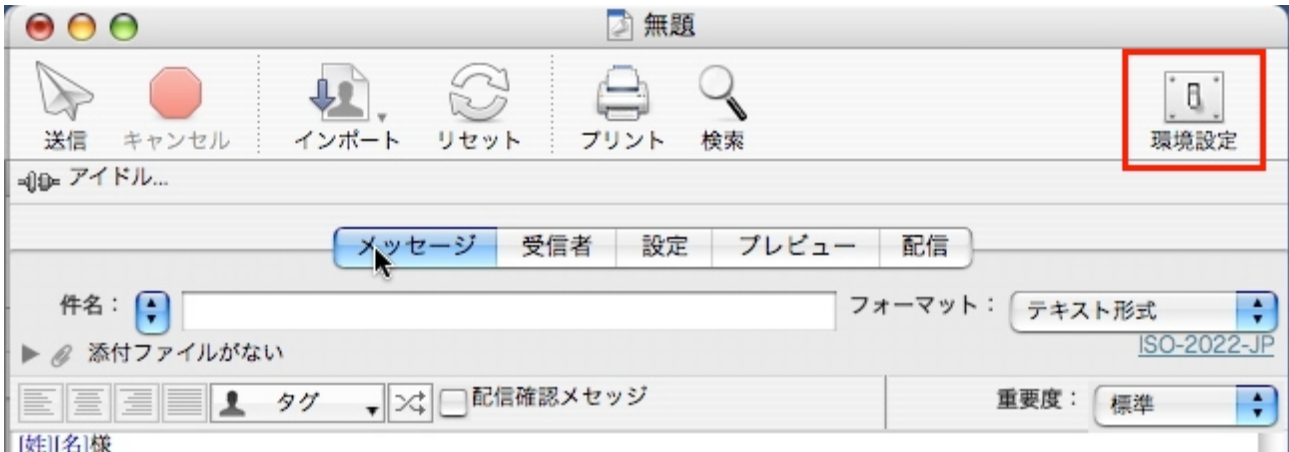 無題
送信 キャンセル インポート リセット プリント 検索 環境設定
アイドル...
メッセージ 受信者 設定 プレビュー 配信
件名： フォーマット： テキスト形式
添付ファイルがない ISO-2022-JP
タグ 配信確認メセッジ 重要度： 標準
[姓][名]様